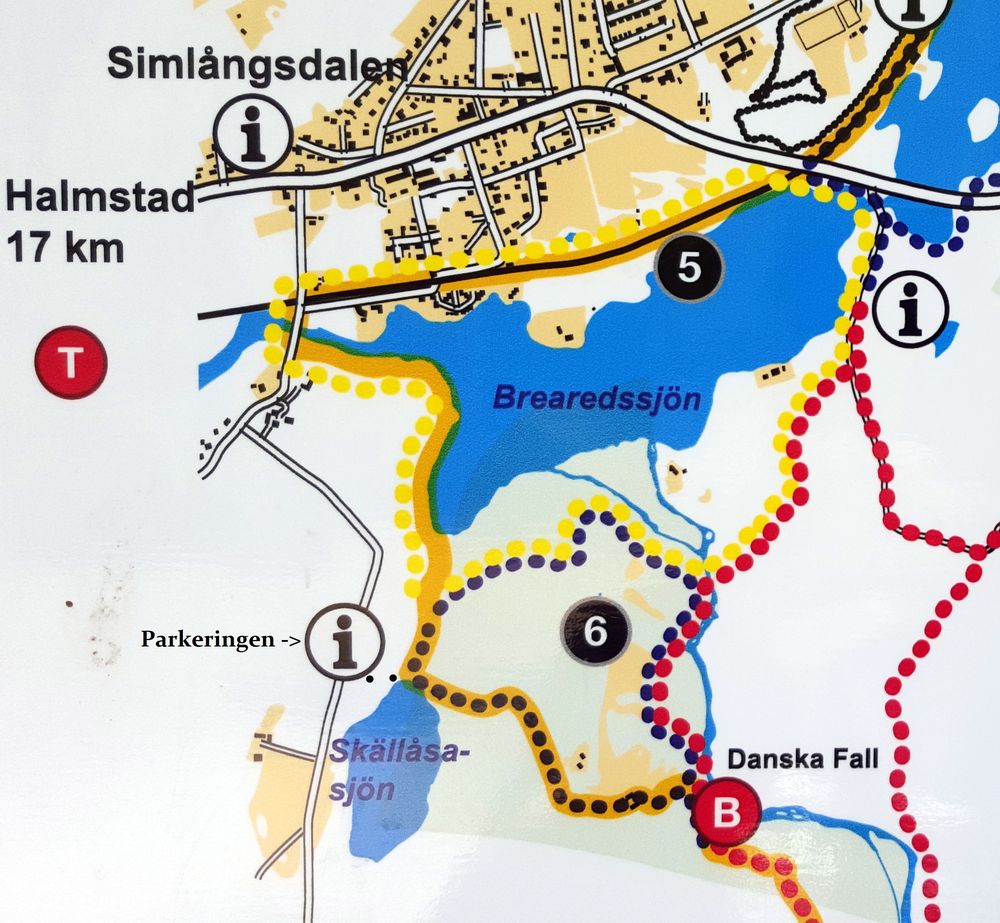 i
Simlångsdalen
i
Halmstad
17 km
5
i
T
Brearedssjön
6
Parkeringen ->
i
Skällåsa-
sjön
Danska Fall
B